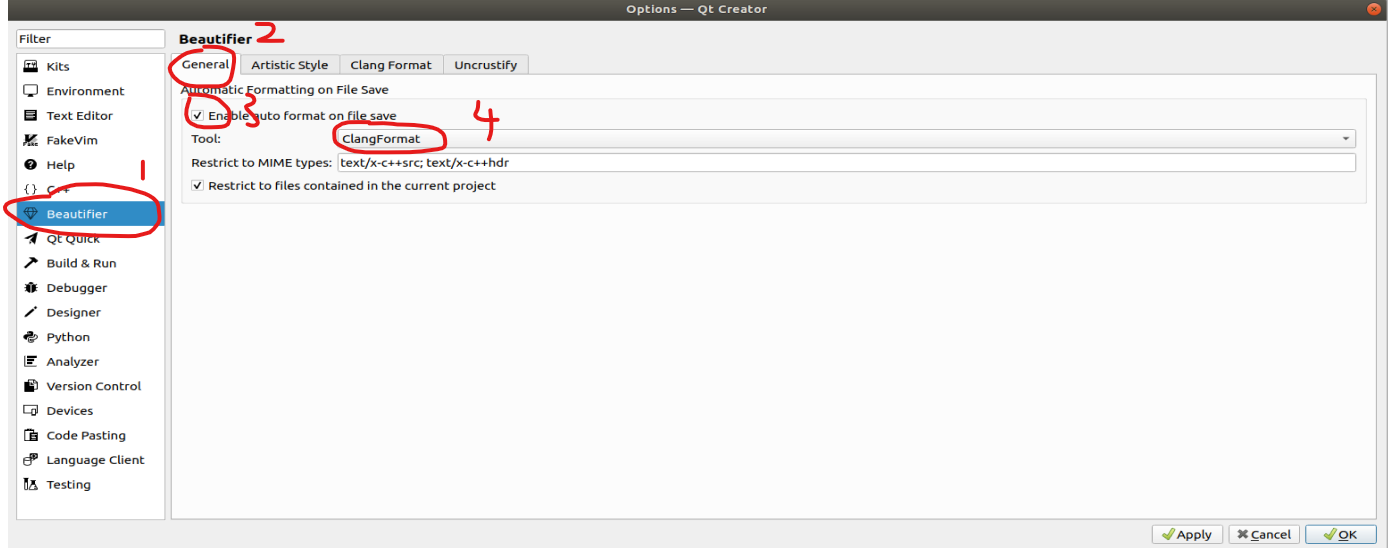 Options — Qt Creator
Filter
Kits
Environment
Text Editor
FakeVim
Help
1
{} C++
Beautifier
Qt Quick
Build & Run
Debugger
Designer
Python
Analyzer
Version Control
Devices
Code Pasting
Language Client
Testing
Beautifier 2
General Artistic Style Clang Format Uncrustify
Automatic Formatting on File Save
3
Enable auto format on file save
4
Tool: ClangFormat
Restrict to MIME types: text/x-c++src; text/x-c++hdr
Restrict to files contained in the current project
Apply Cancel OK